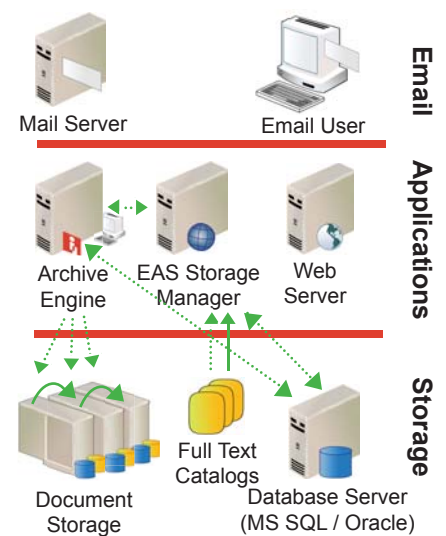 Mail Server
Email User
Email
Archive
Engine
EAS Storage
Manager
Web
Server
Applications
Document
Storage
Full Text
Catalogs
Database Server
(MS SQL / Oracle)
Storage